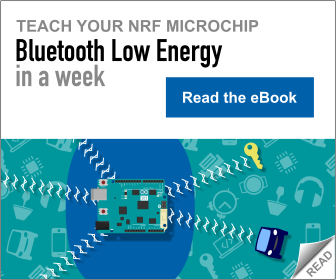 TEACH YOUR NRF MICROCHIP
Bluetooth Low Energy
in a week
Read the eBook
READ